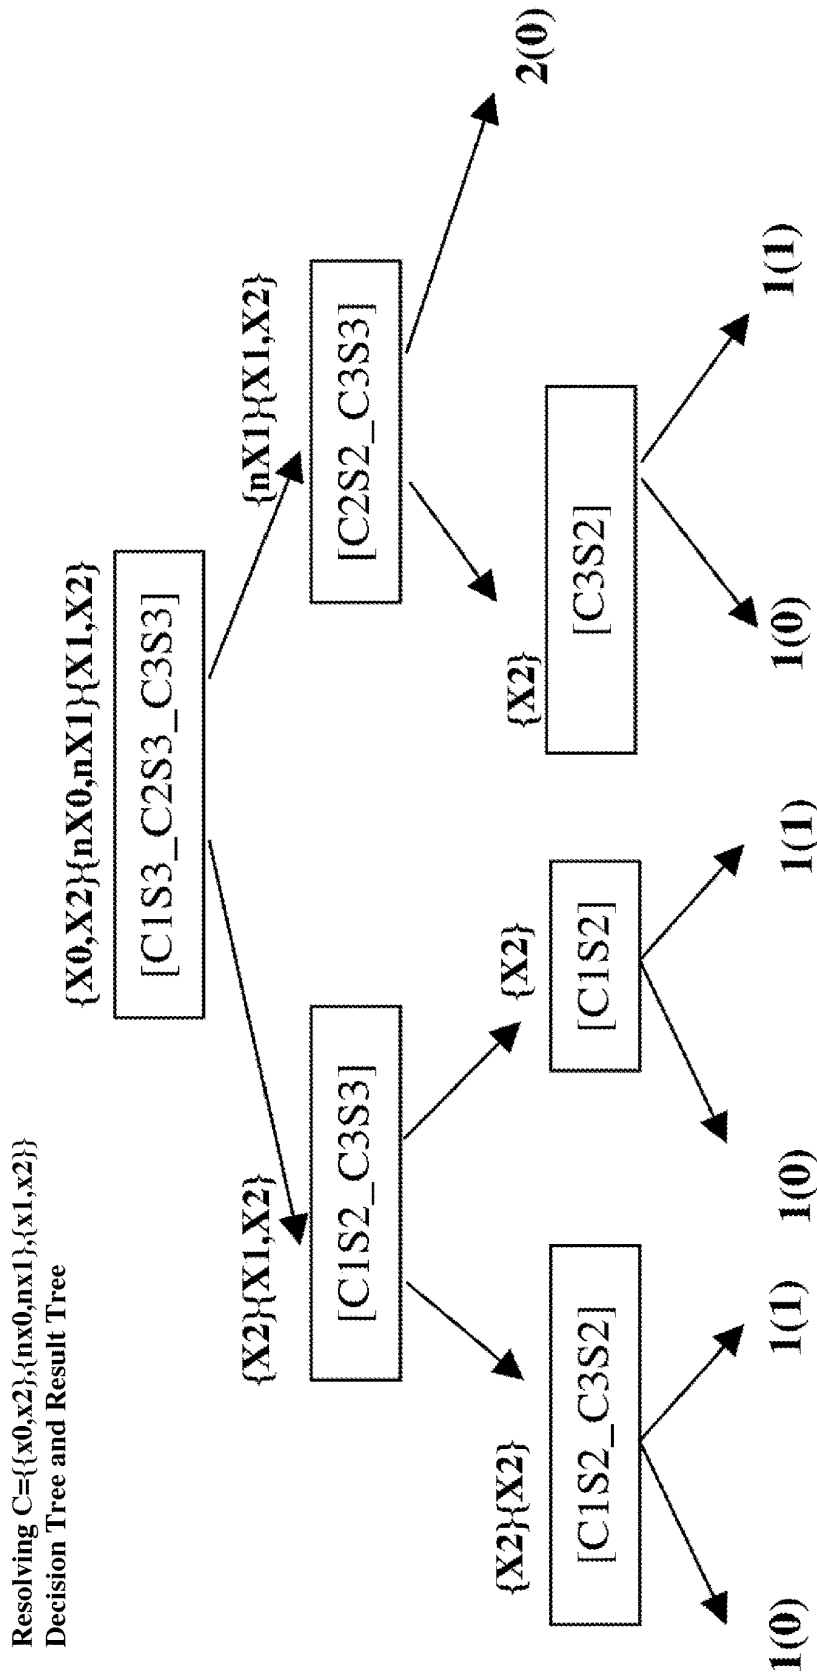 Resolving C={{x0,x2},{nx0,nx1},{x1,x2}}
Decision Tree and Result Tree
{X0,X2}{nX0,nX1}{X1,X2}
[C1S3_C2S3_C3S3]
{X2}{X1,X2}
[C1S2_C3S3]
{nX1}{X1,X2}
[C2S2_C3S3]
2(0)
{X2}{X2}
[C1S2_C3S2]
{X2}
[C1S2]
{X2}
[C3S2]
1(0)
1(1)
1(0)
1(1)
1(0)
1(1)